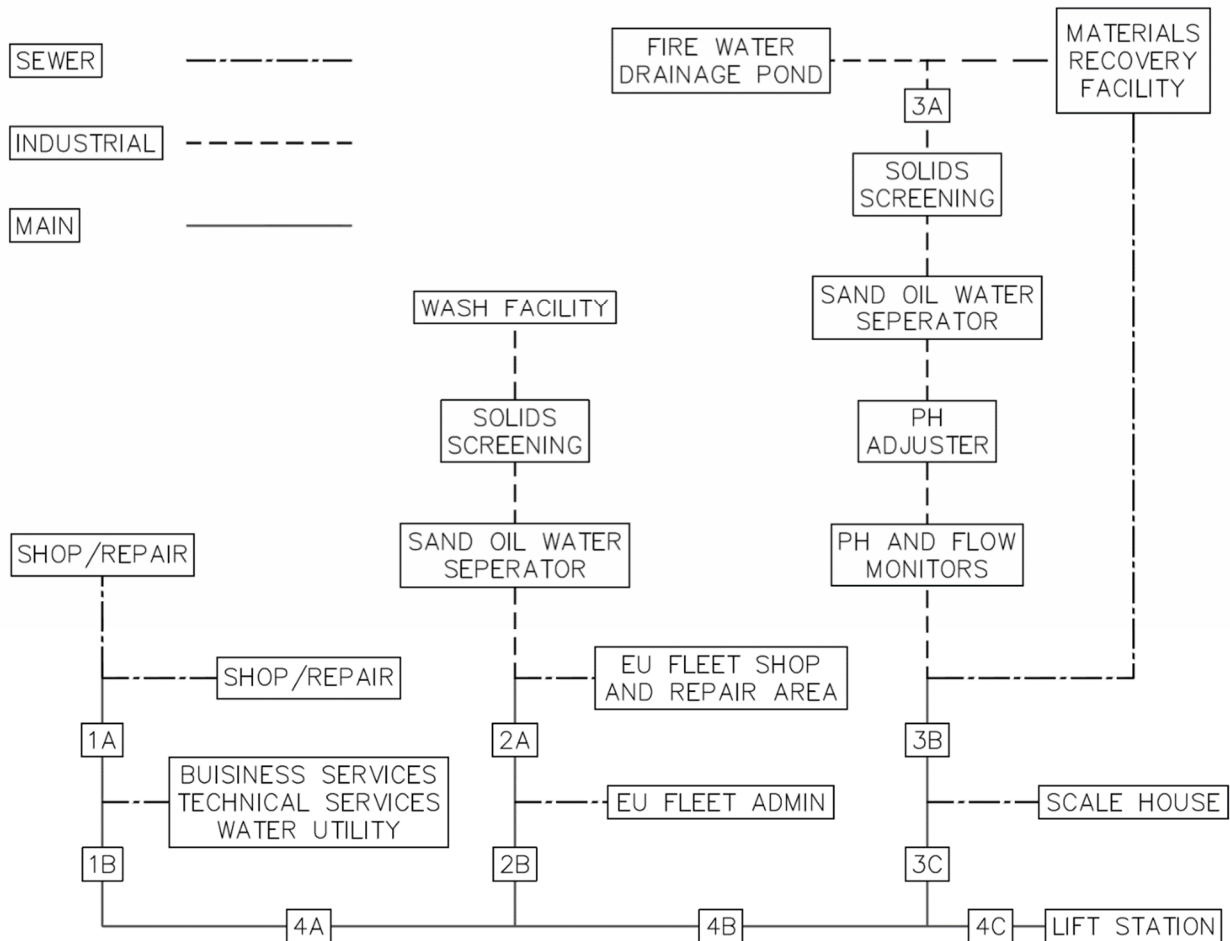 SEWER
INDUSTRIAL
MAIN
FIRE WATER
DRAINAGE POND
MATERIALS
RECOVERY
FACILITY
3A
SOLIDS
SCREENING
SAND OIL WATER
SEPERATOR
PH
ADJUSTER
PH AND FLOW
MONITORS
WASH FACILITY
SOLIDS
SCREENING
SAND OIL WATER
SEPERATOR
SHOP/REPAIR
SHOP/REPAIR
EU FLEET SHOP
AND REPAIR AREA
1A
2A
3B
BUISINESS SERVICES
TECHNICAL SERVICES
WATER UTILITY
EU FLEET ADMIN
SCALE HOUSE
1B
2B
3C
4A
4B
4C
LIFT STATION